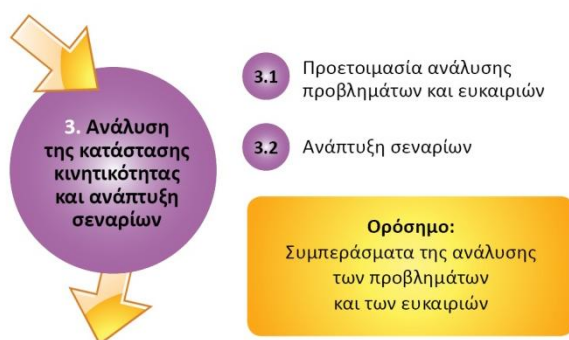 3. Ανάλυση
της κατάστασης
κινητικότητας
και ανάπτυξη
σεναρίων
3.1 Προετοιμασία ανάλυσης
προβλημάτων και ευκαιριών
3.2 Ανάπτυξη σεναρίων
Ορόσημο:
Συμπεράσματα της ανάλυσης
των προβλημάτων
και των ευκαιριών